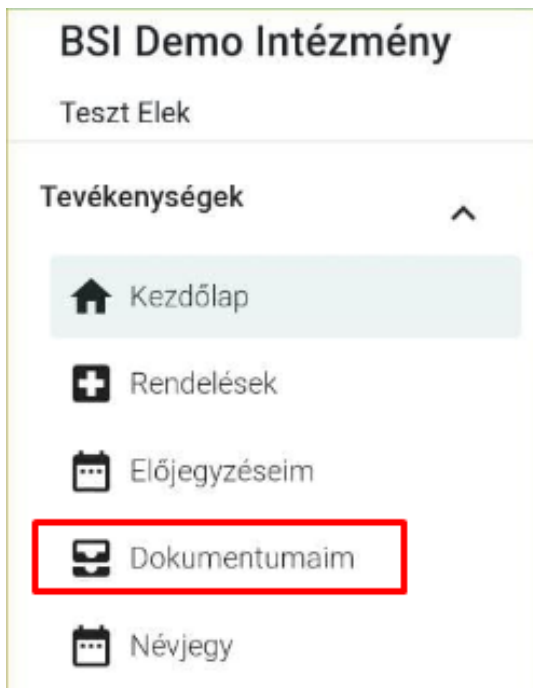 BSI Demo Intézmény
Teszt Elek
Tevékenységek
Kezdőlap
Rendelések
Előjegyzéseim
Dokumentumaim
Névjegy